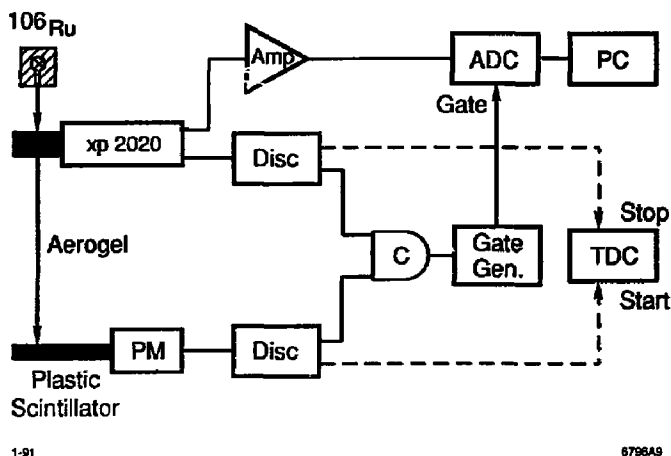 106Ru
Amp
ADC
PC
Gate
xp 2020
Disc
Stop
Aerogel
C
Gate
Gen.
TDC
Start
PM
Disc
Plastic
Scintillator
1-91
6796A9